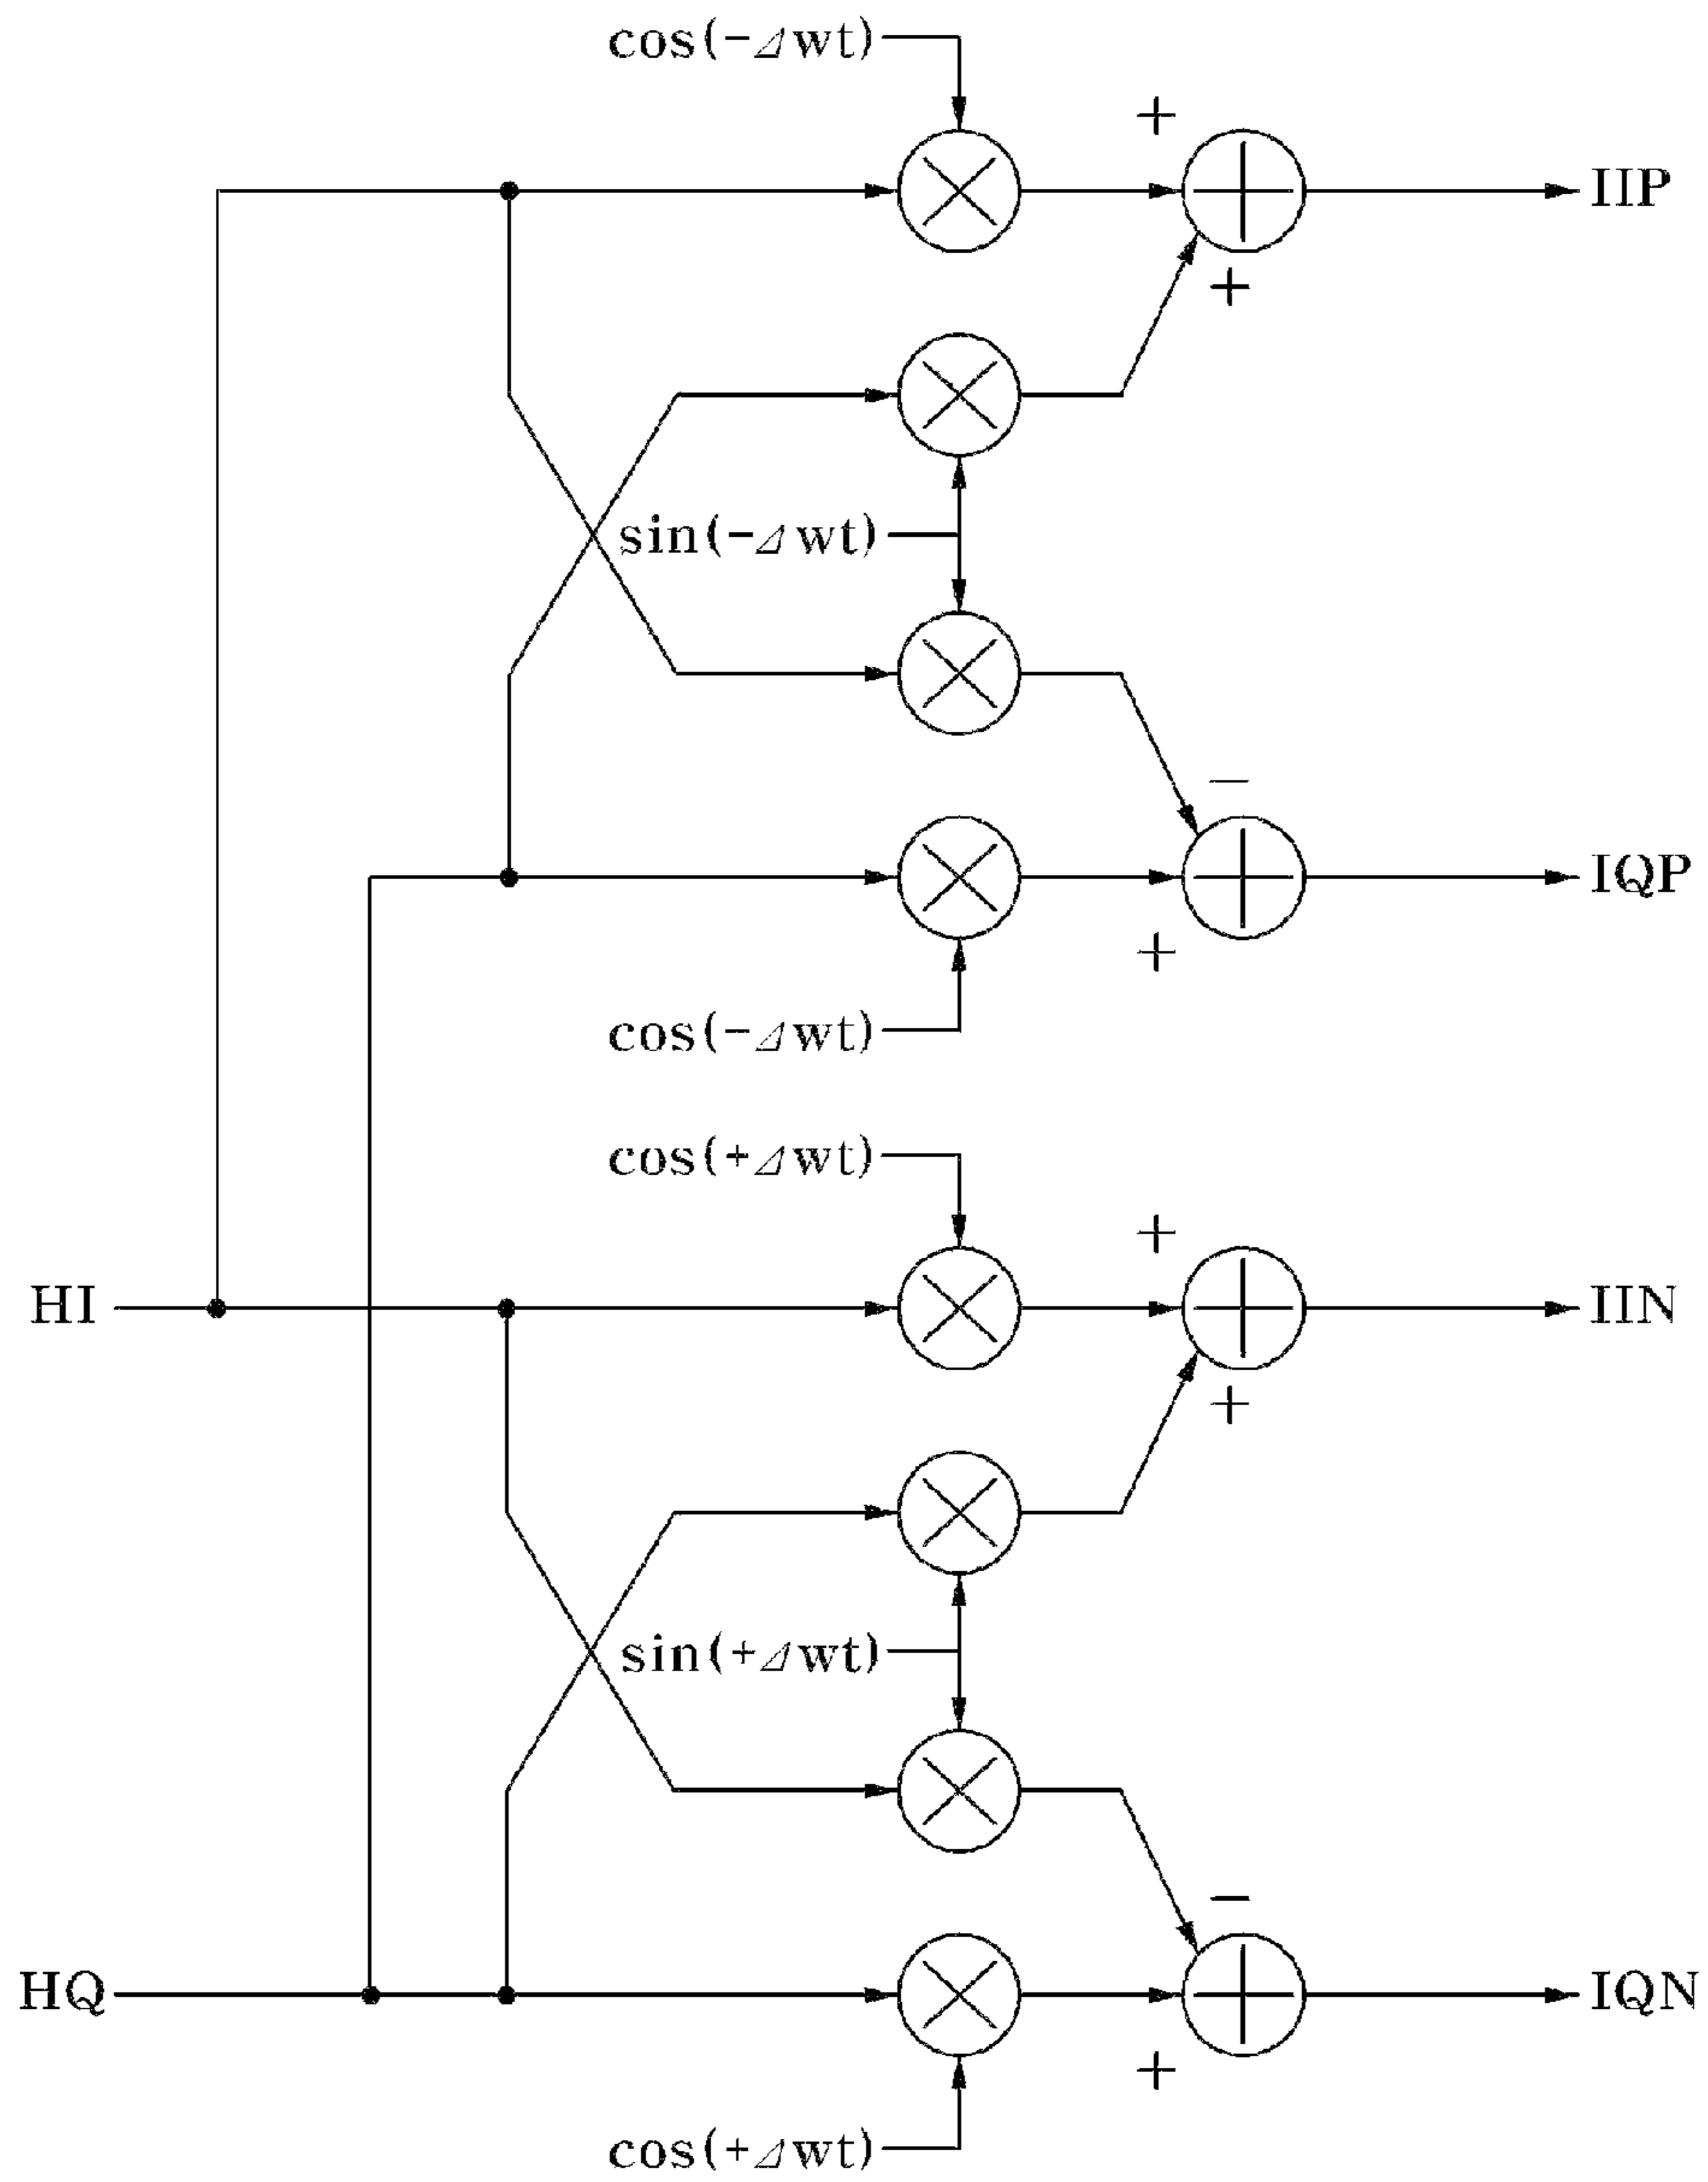 cos(-⊿wt)
+
IIP
+
sin(-⊿wt)
−
IQP
+
cos(-⊿wt)
cos(+⊿wt)
+
HI
IIN
+
sin(+⊿wt)
−
HQ
IQN
+
cos(+⊿wt)